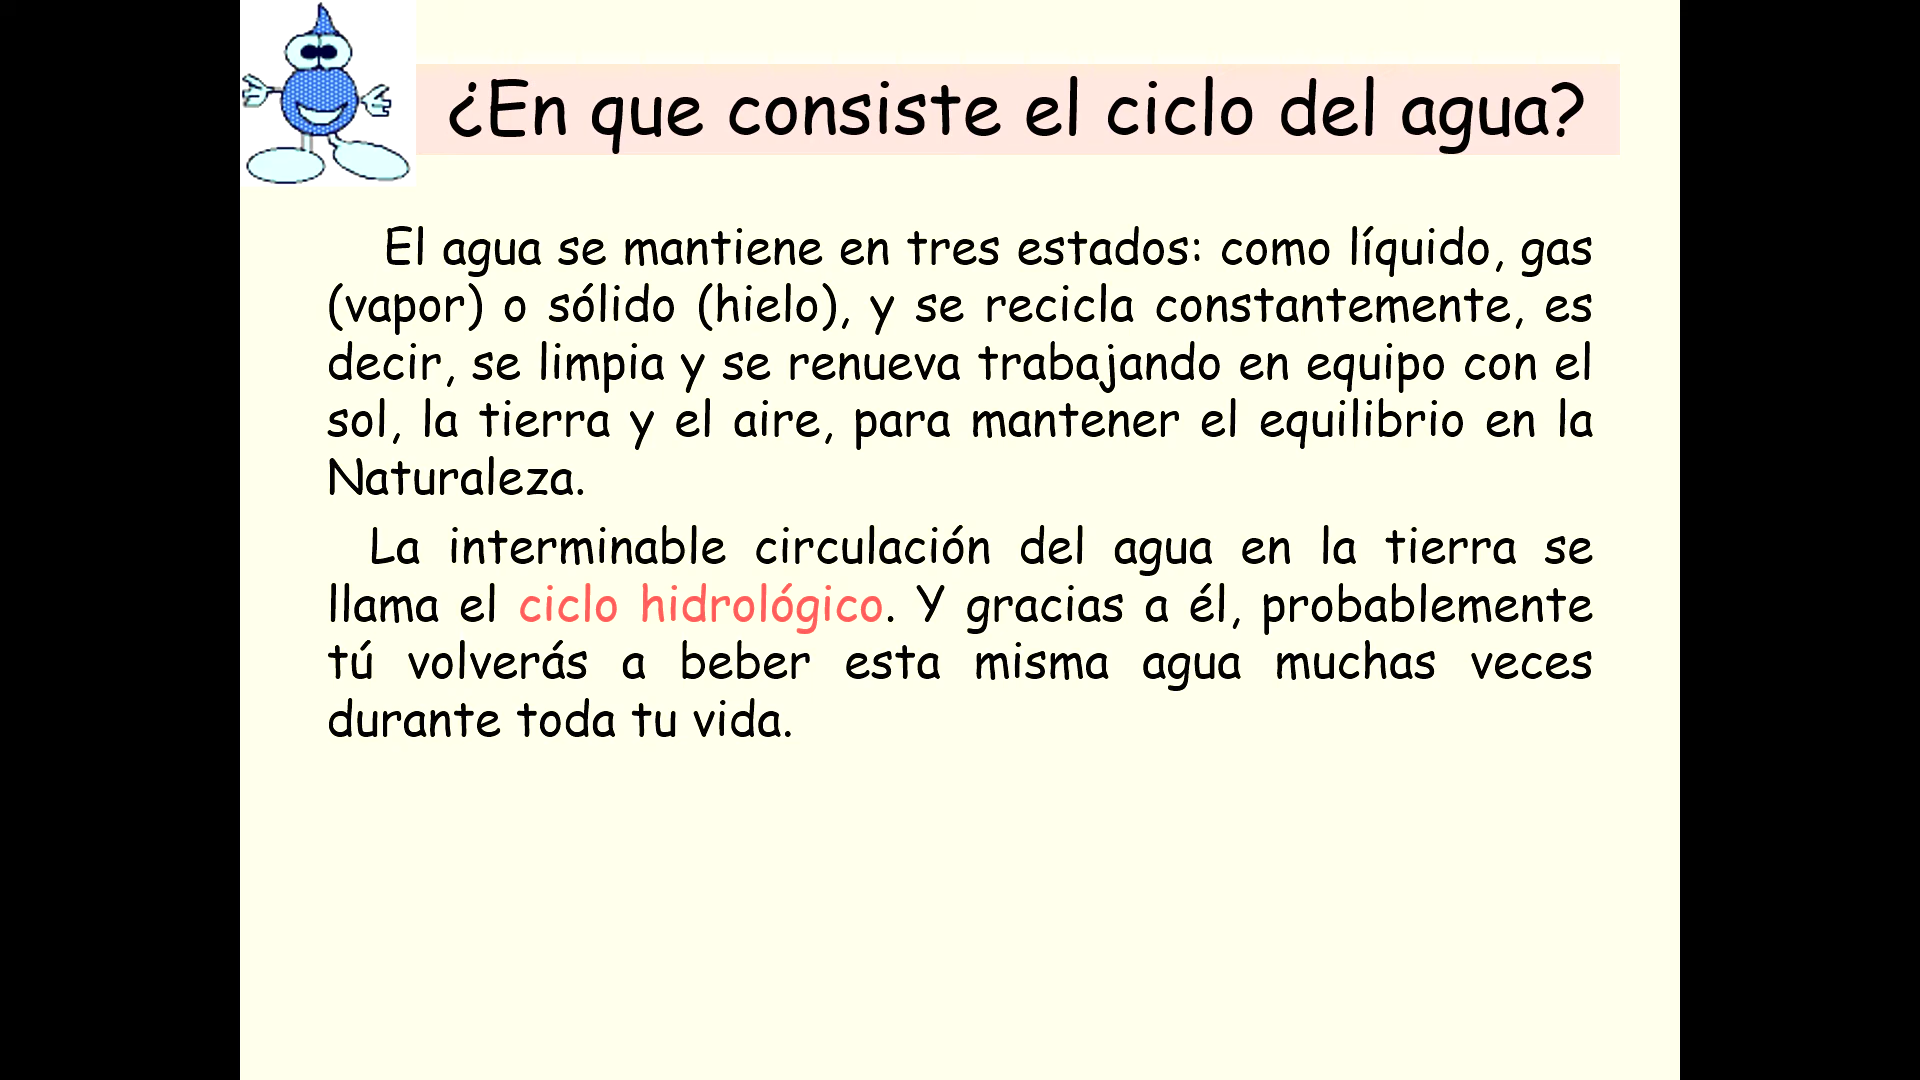 ¿En que consiste el ciclo del agua?
El agua se mantiene en tres estados: como líquido, gas
(vapor) o sólido (hielo), y se recicla constantemente, es
decir, se limpia y se renueva trabajando en equipo con el
sol, la tierra y el aire, para mantener el equilibrio en la
Naturaleza.
La interminable circulación del agua en la tierra se
llama el ciclo hidrológico. Y gracias a él, probablemente
tú volverás a beber esta misma agua muchas veces
durante toda tu vida.